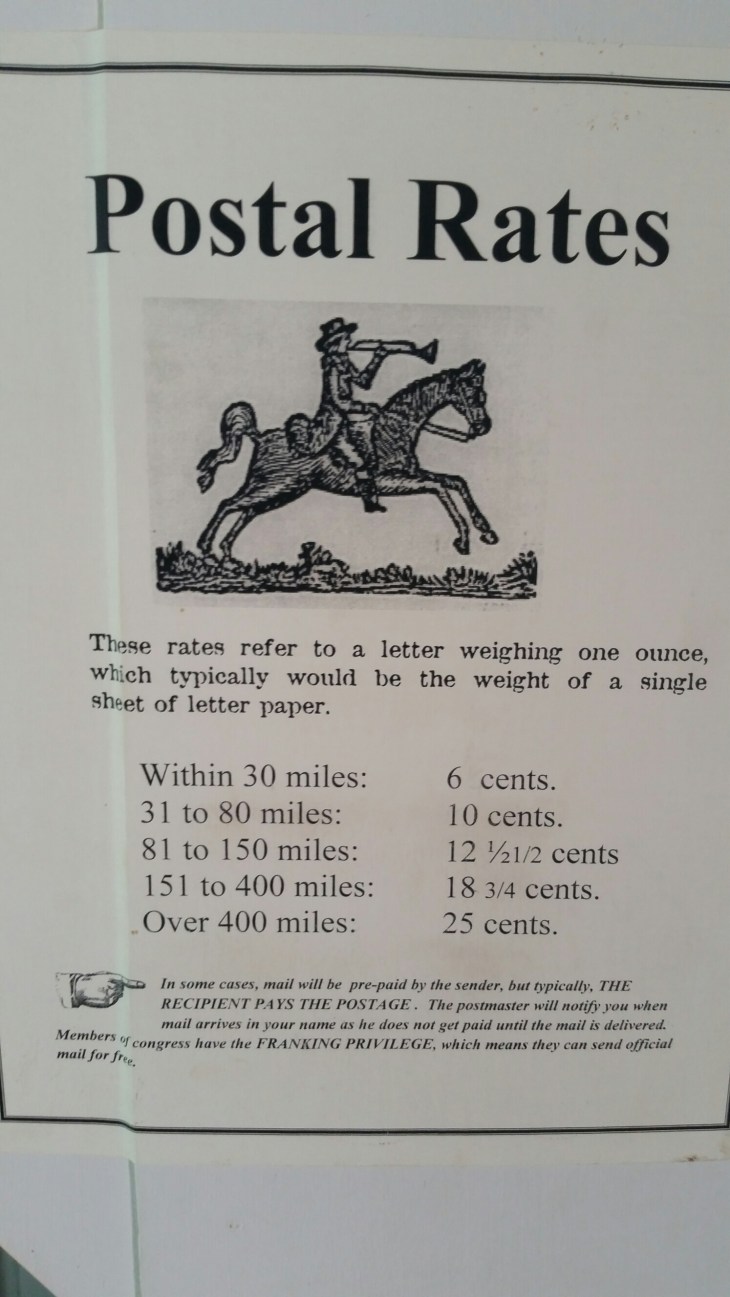 Postal Rates
These rates refer to a letter weighing one ounce,
which typically would be the weight of a single
sheet of letter paper.
Within 30 miles: 6 cents.
31 to 80 miles: 10 cents.
81 to 150 miles: 12 ½1/2 cents
151 to 400 miles: 18 3/4 cents.
Over 400 miles: 25 cents.
In some cases, mail will be pre-paid by the sender, but typically, THE
RECIPIENT PAYS THE POSTAGE . The postmaster will notify you when
mail arrives in your name as he does not get paid until the mail is delivered.
Members of congress have the FRANKING PRIVILEGE, which means they can send official
mail for free.